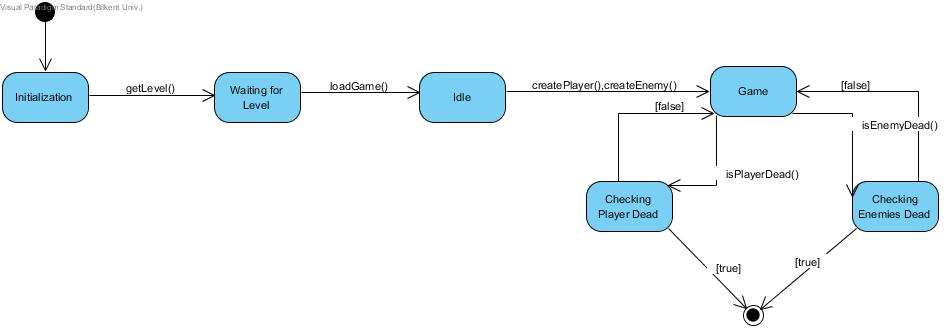 Visual Paradigm Standard(Bilkent Univ.)
Initialization
getLevel()
Waiting for
Level
loadGame()
Idle
createPlayer(),createEnemy()
Game
[false]
[false]
isEnemyDead()
isPlayerDead()
Checking
Player Dead
Checking
Enemies Dead
[true]
[true]